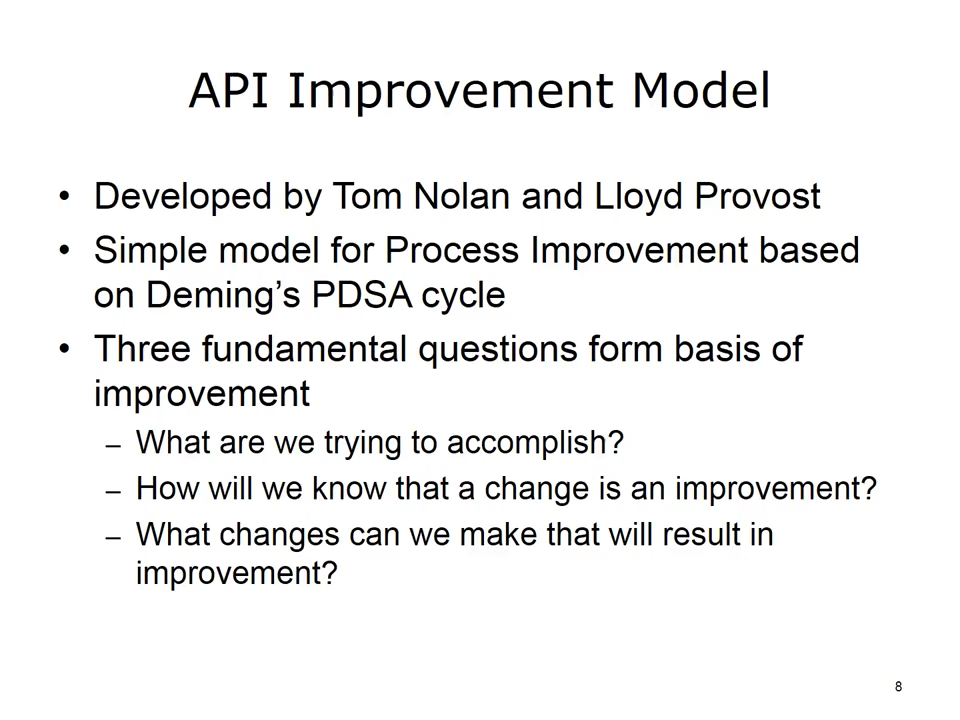 API Improvement Model
• Developed by Tom Nolan and Lloyd Provost
• Simple model for Process Improvement based
on Deming’s PDSA cycle
• Three fundamental questions form basis of
improvement
– What are we trying to accomplish?
– How will we know that a change is an improvement?
– What changes can we make that will result in
improvement?
8